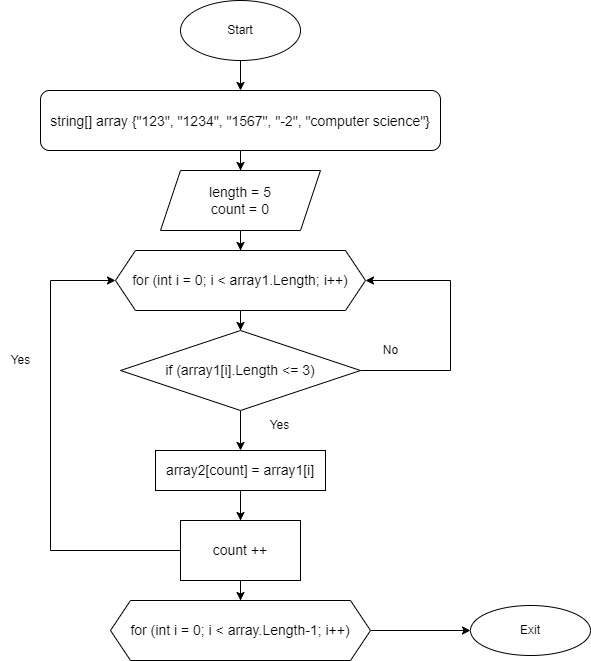 Start
string[] array {"123", "1234", "1567", "-2", "computer science"}
length = 5
count = 0
for (int i = 0; i < array1.Length; i++)
No
Yes
if (array1[i].Length <= 3)
Yes
array2[count] = array1[i]
count ++
for (int i = 0; i < array.Length-1; i++)
Exit